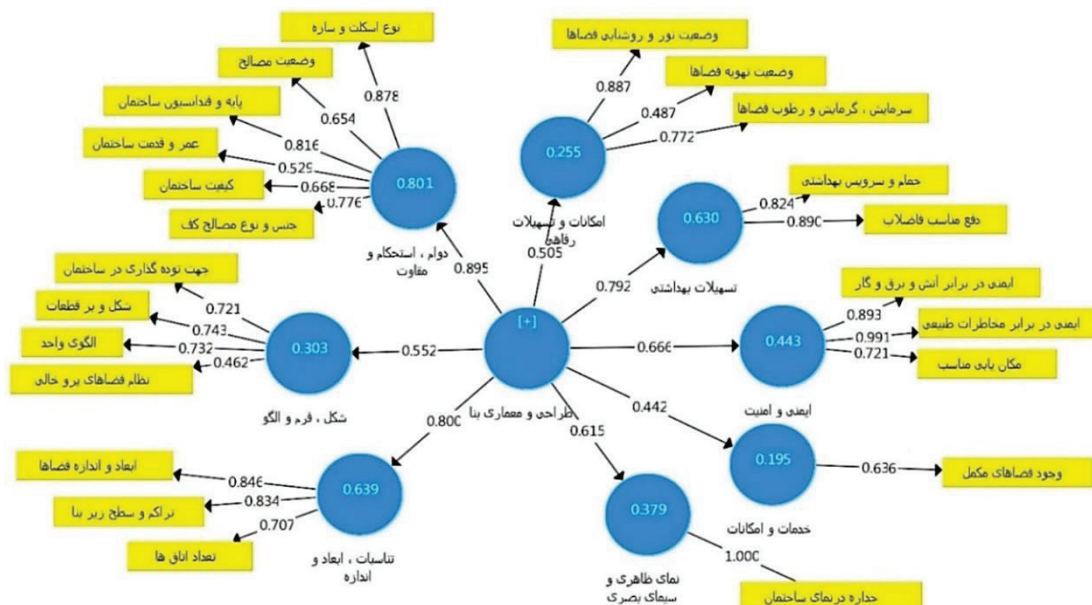 نوع اسکلت و سازه
وضعیت مصالح
پایه و فنداسیون ساختمان
عمر و قدمت ساختمان
کیفیت ساختمان
جنس و نوع مصالح کف
0.878
0.654
0.816
0.529
0.668
0.776
0.801
دوام ، استحکام و
مقاوت
0.895
وضعیت نور و روشنایی فضاها
وضعیت تهویه فضاها
سرمایش ، گرمایش و رطوب فضاها
0.887
0.487
0.772
0.255
امکانات و تسهیلات
رفاهی
0.505
حمام و سرویس بهداشتی
دفع مناسب فاضلاب
0.824
0.890
0.630
تسهیلات بهداشتی
0.792
ایمنی در برابر آتش و برق و گار
ایمنی در برابر مخاطرات طبیعی
مکان یابی مناسب
0.893
0.991
0.721
0.443
ایمنی و امنیت
0.666
[+]
طراحی و معماری بنا
جهت توده گذاری در ساختمان
شکل و بر قطعات
الگوی واحد
نظام فضاهای پرو خالی
0.721
0.743
0.732
0.462
0.303
شکل ، فرم و الگو
0.552
ابعاد و اندازه فضاها
تراکم و سطح زیر بنا
تعداد اتاق ها
0.846
0.834
0.707
0.639
تناسبات ، ابعاد و
اندازه
0.800
0.442
0.195
خدمات و امکانات
0.636
وجود فضاهای مکمل
0.615
0.379
نمای ظاهری و
سیمای بصری
1.000
جداره درنمای ساختمان